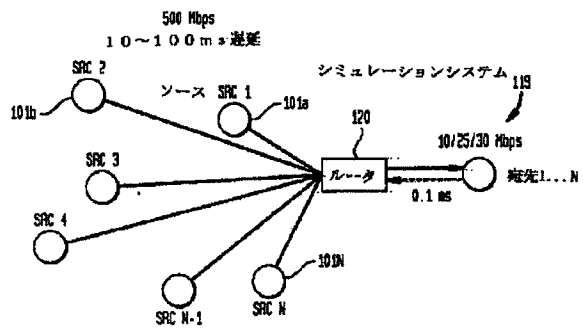 500 Mbps
10～100ms遅延
SRC 2
ソース SRC 1
シミュレーションシステム
119
101b
101a
120
10/25/30 Mbps
SRC 3
ルータ
宛先1...N
0.1 ms
SRC 4
101N
SRC N-1
SRC N